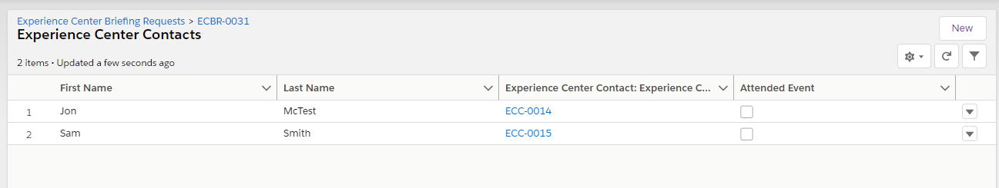 Experience Center Briefing Requests > ECBR-0031
Experience Center Contacts
New
2 items • Updated a few seconds ago
First Name Last Name Experience Center Contact: Experience C... Attended Event
1 Jon McTest ECC-0014
2 Sam Smith ECC-0015